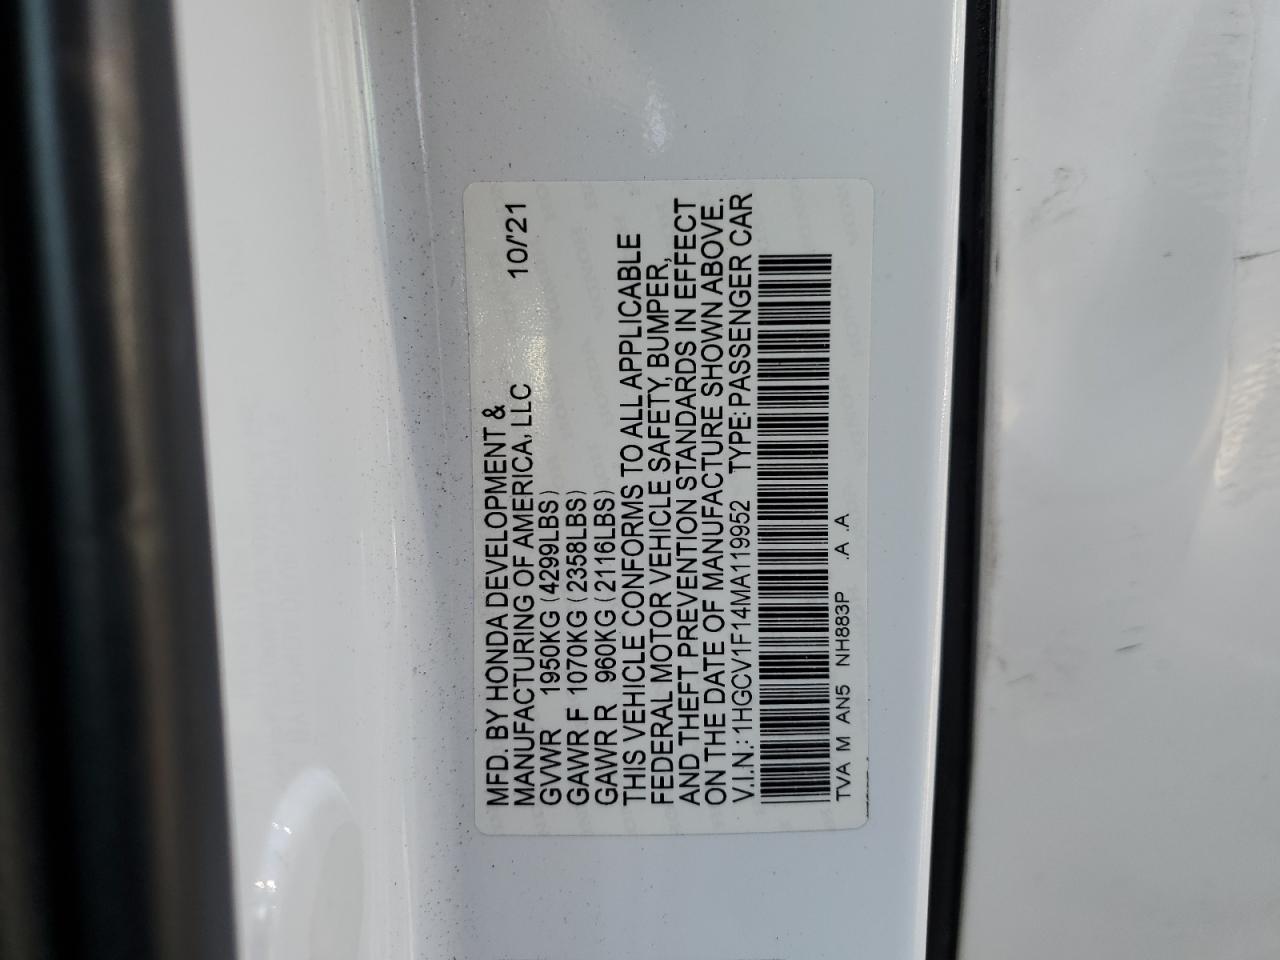 MFD. BY HONDA DEVELOPMENT &
MANUFACTURING OF AMERICA, LLC 10/'21
GVWR 1950KG (4299LBS)
GAWR F 1070KG (2358LBS)
GAWR R 960KG (2116LBS)
THIS VEHICLE CONFORMS TO ALL APPLICABLE
FEDERAL MOTOR VEHICLE SAFETY, BUMPER,
AND THEFT PREVENTION STANDARDS IN EFFECT
ON THE DATE OF MANUFACTURE SHOWN ABOVE.
V.I.N.: 1HGCV1F14MA119952 TYPE: PASSENGER CAR
TVA M AN5 NH883P .A .A